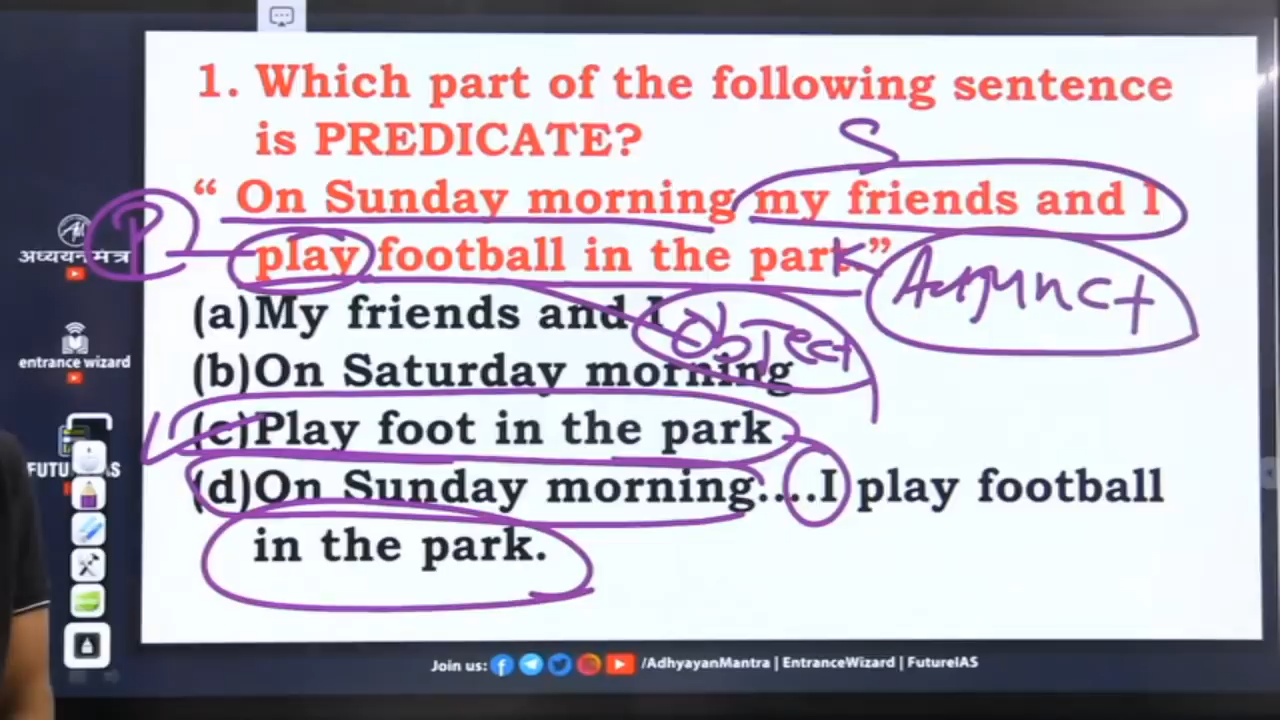 1. Which part of the following sentence
is PREDICATE?
S
“ On Sunday morning my friends and I
P
play football in the park.”
Adjunct
(a)My friends and I
Object
(b)On Saturday morning
(c)Play foot in the park
(d)On Sunday morning....I play football
in the park.
अध्ययन मंत्र
entrance wizard
FUTU AS
Join us: /AdhyayanMantra | EntranceWizard | FutureIAS